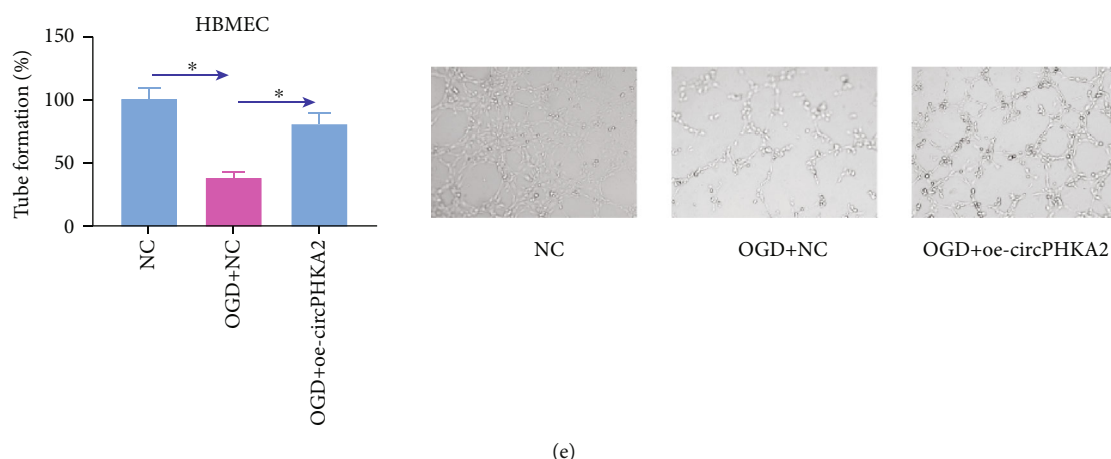 HBMEC
Tube formation (%)
150
100
50
0
*
*
NC
OGD+NC
OGD+oe-circPHKA2
NC
OGD+NC
OGD+oe-circPHKA2
(e)